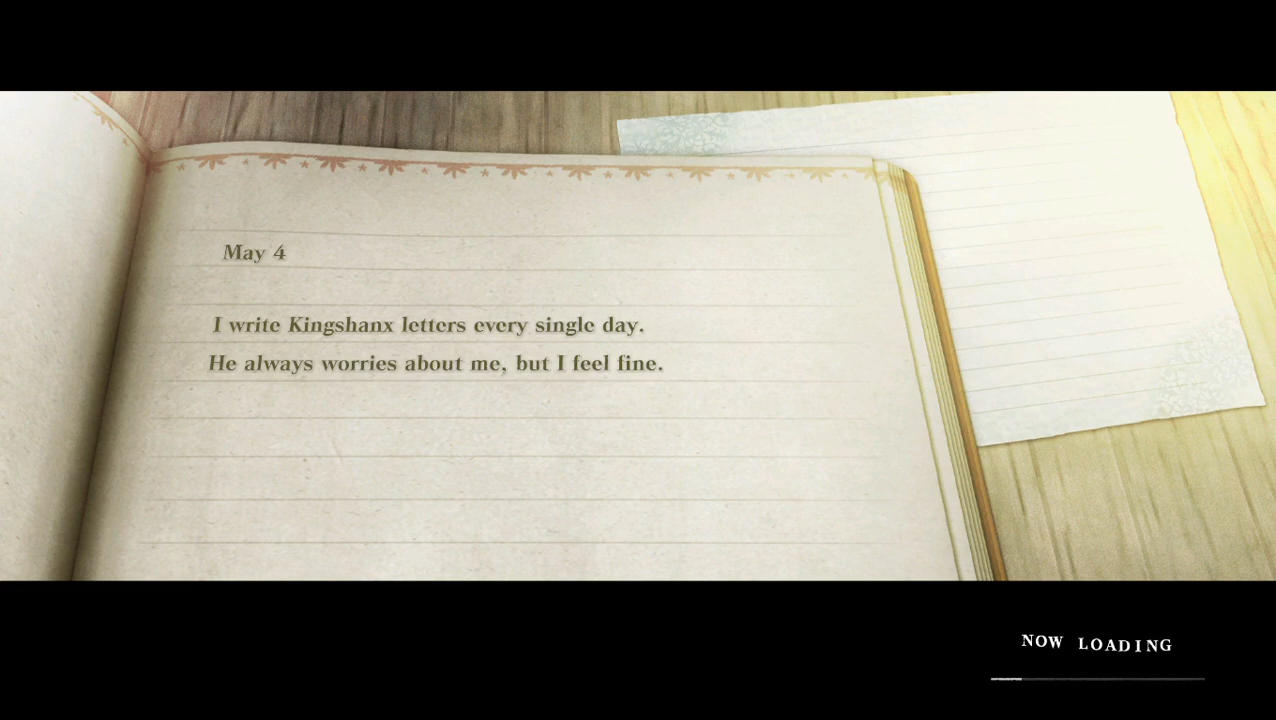 May 4
I write Kingshanx letters every single day.
He always worries about me, but I feel fine.
NOW LOADING